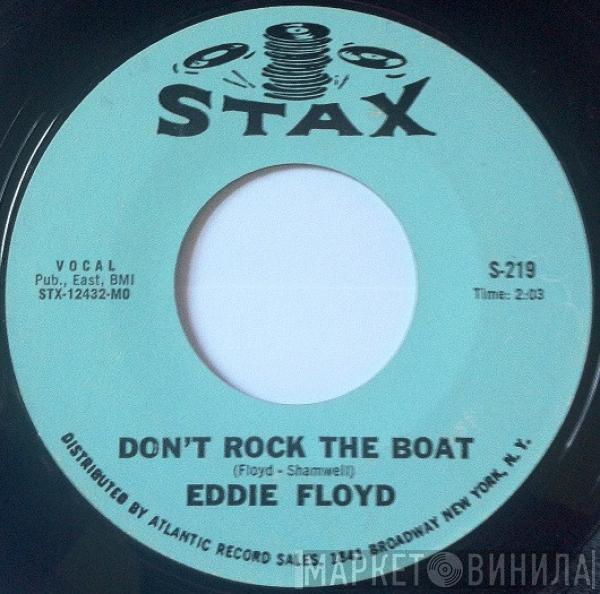 STAX
VOCAL
Pub., East, BMI
STX-12432-MO
S-219
Time: 2:03
DON'T ROCK THE BOAT
(Floyd - Shamwell)
EDDIE FLOYD
DISTRIBUTED BY ATLANTIC RECORD SALES, 1841 BROADWAY NEW YORK, N. Y.
МАРКЕТ ВИНИЛА